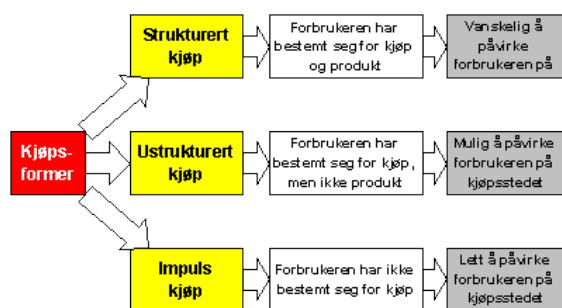 Kjøps-
former
Strukturert
kjøp
Forbrukeren har
bestemt seg for kjøp
og produkt
Vanskelig å
påvirke
forbrukeren på
Ustrukturert
kjøp
Forbrukeren har
bestemt seg for kjøp,
men ikke produkt
Mulig å påvirke
forbrukeren på
kjøpsstedet
Impuls
kjøp
Forbrukeren har ikke
bestemt seg for kjøp
Lett å påvirke
forbrukeren på
kjøpsstedet